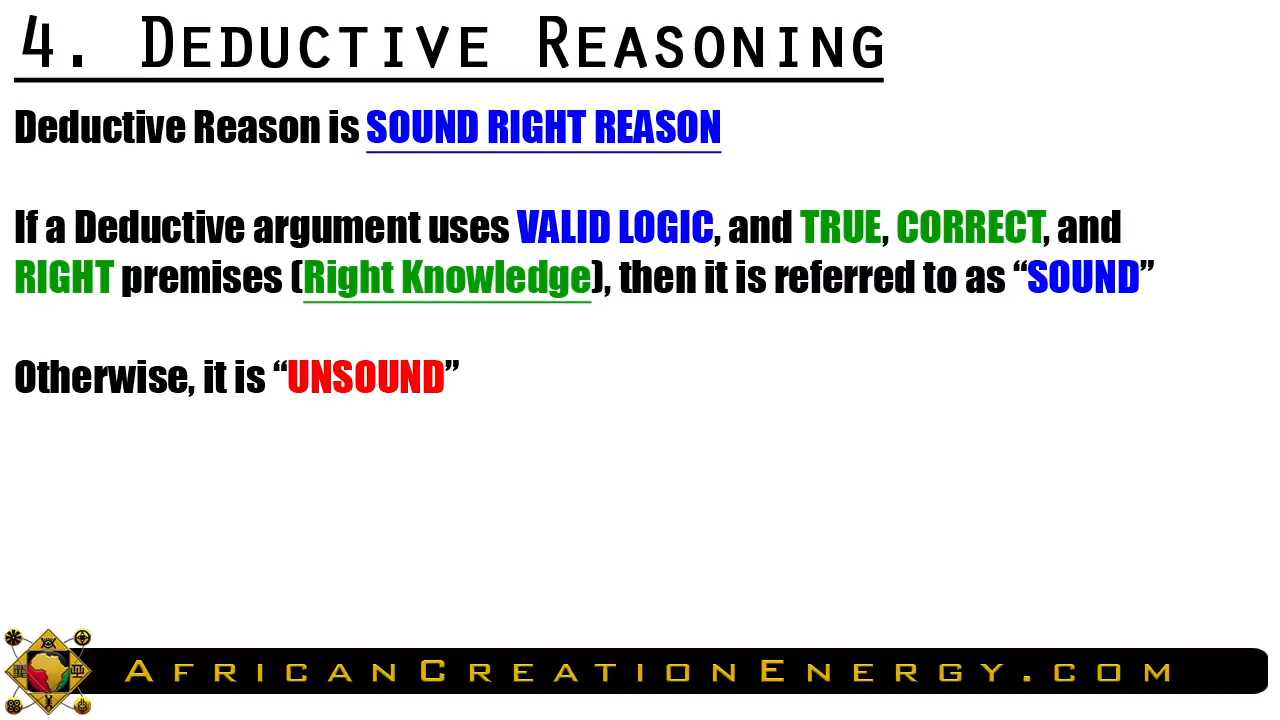 4. Deductive Reasoning
Deductive Reason is SOUND RIGHT REASON
If a Deductive argument uses VALID LOGIC, and TRUE, CORRECT, and
RIGHT premises (Right Knowledge), then it is referred to as “SOUND”
Otherwise, it is “UNSOUND”
AfricanCreationEnergy.com